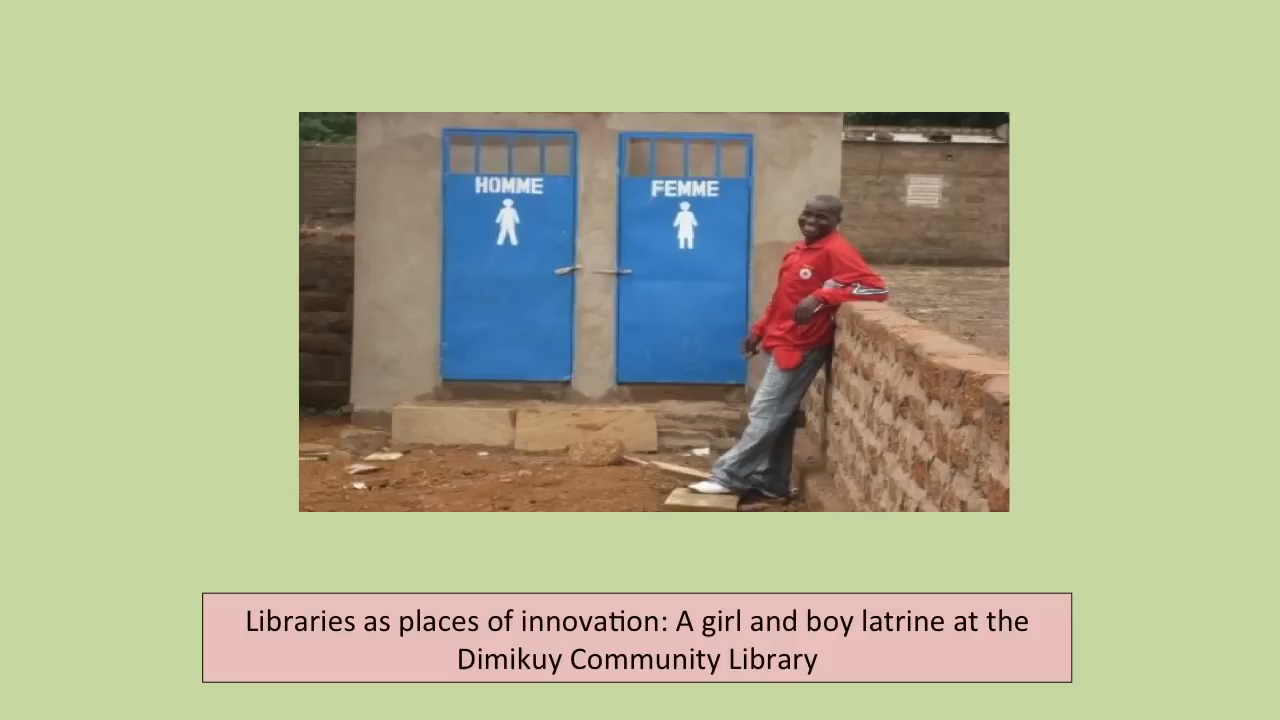 HOMME
FEMME
Libraries as places of innovation: A girl and boy latrine at the
Dimikuy Community Library